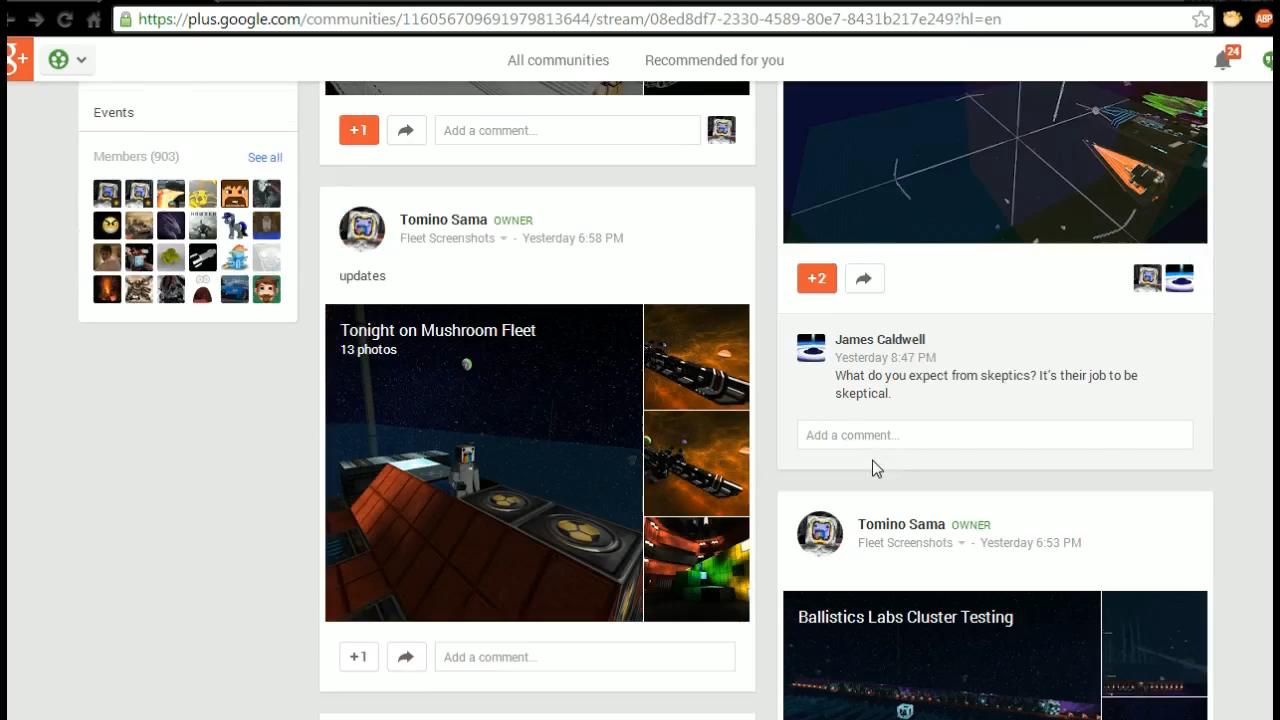 https://plus.google.com/communities/116056709691979813644/stream/08ed8df7-2330-4589-80e7-8431b217e249?hl=en
ABP
g+
All communities
Recommended for you
24
Events
Members (903)
See all
+1
Add a comment...
Tomino Sama OWNER
Fleet Screenshots - Yesterday 6:58 PM
updates
Tonight on Mushroom Fleet
13 photos
+1
Add a comment...
+2
James Caldwell
Yesterday 8:47 PM
What do you expect from skeptics? It's their job to be
skeptical.
Add a comment...
Tomino Sama OWNER
Fleet Screenshots - Yesterday 6:53 PM
Ballistics Labs Cluster Testing